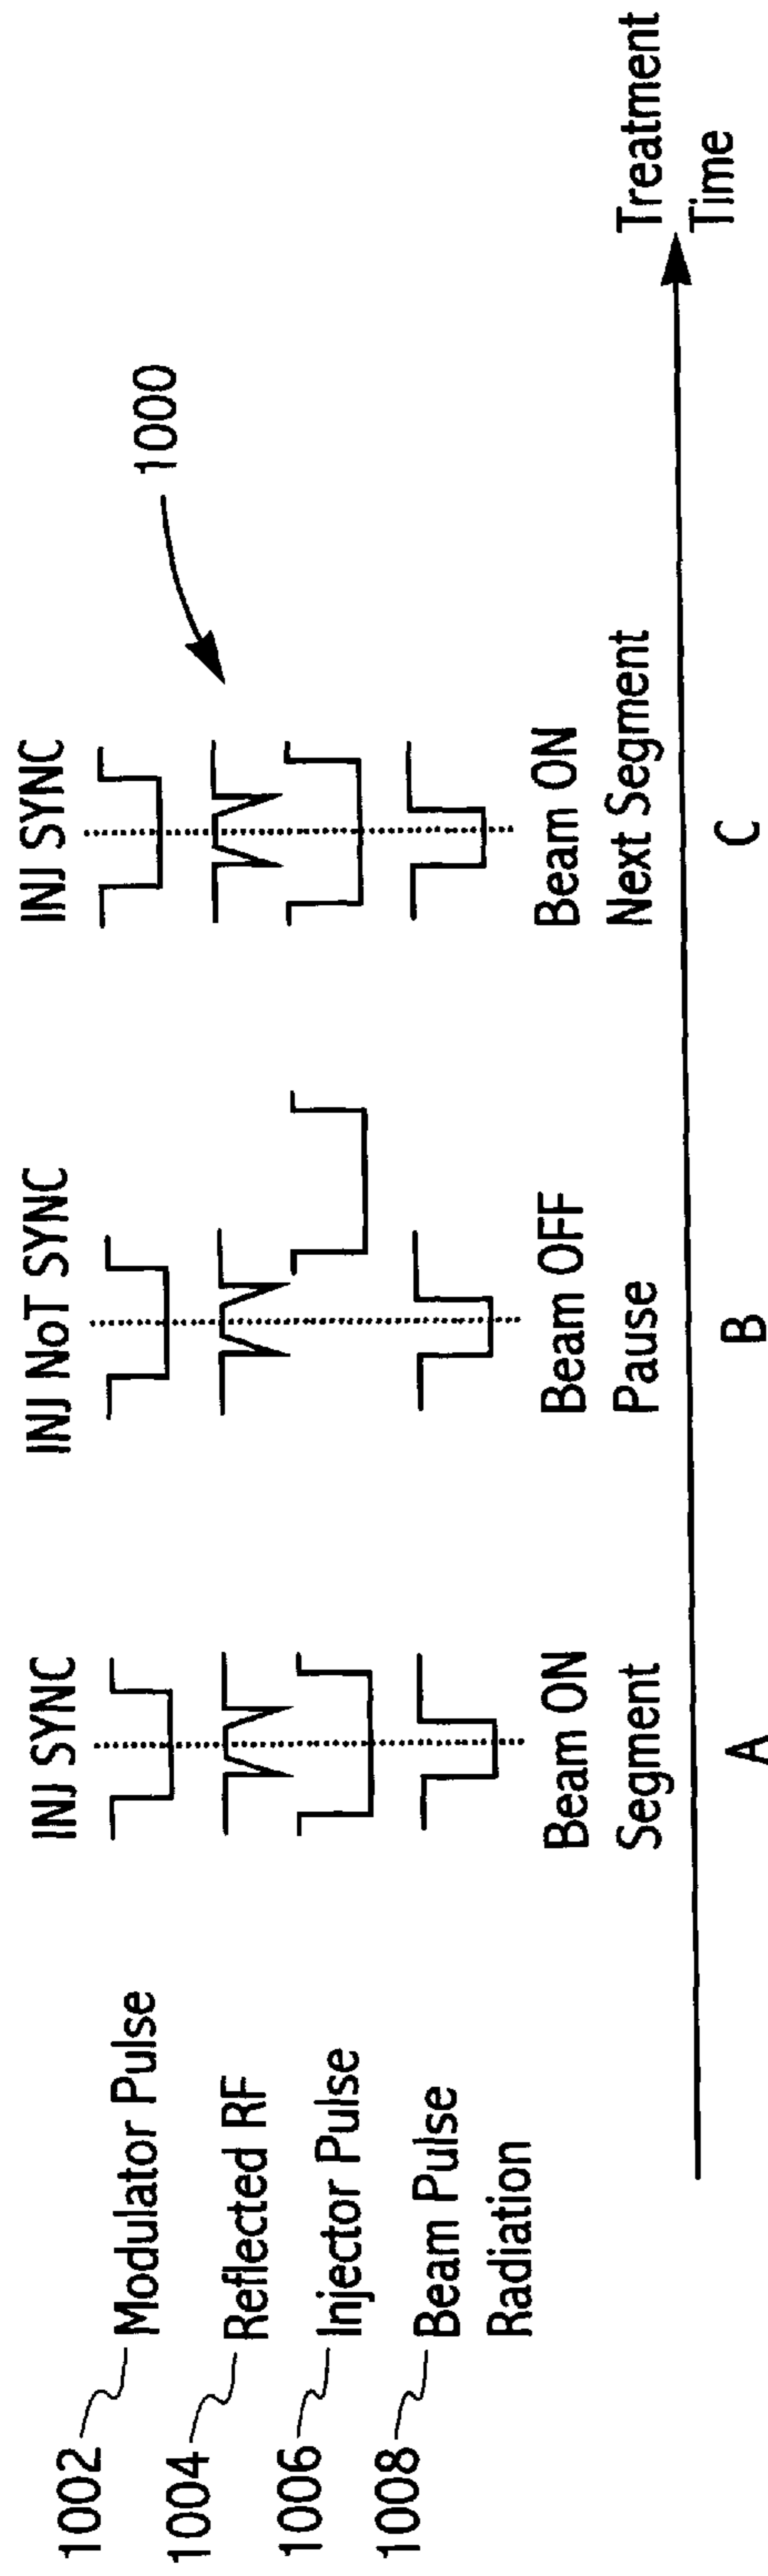 INJ SYNC
INJ NoT SYNC
INJ SYNC
1000
1002
Modulator Pulse
1004
Reflected RF
1006
Injector Pulse
1008
Beam Pulse
Radiation
Beam ON
Segment
Beam OFF
Pause
Beam ON
Next Segment
Treatment
Time
A
B
C